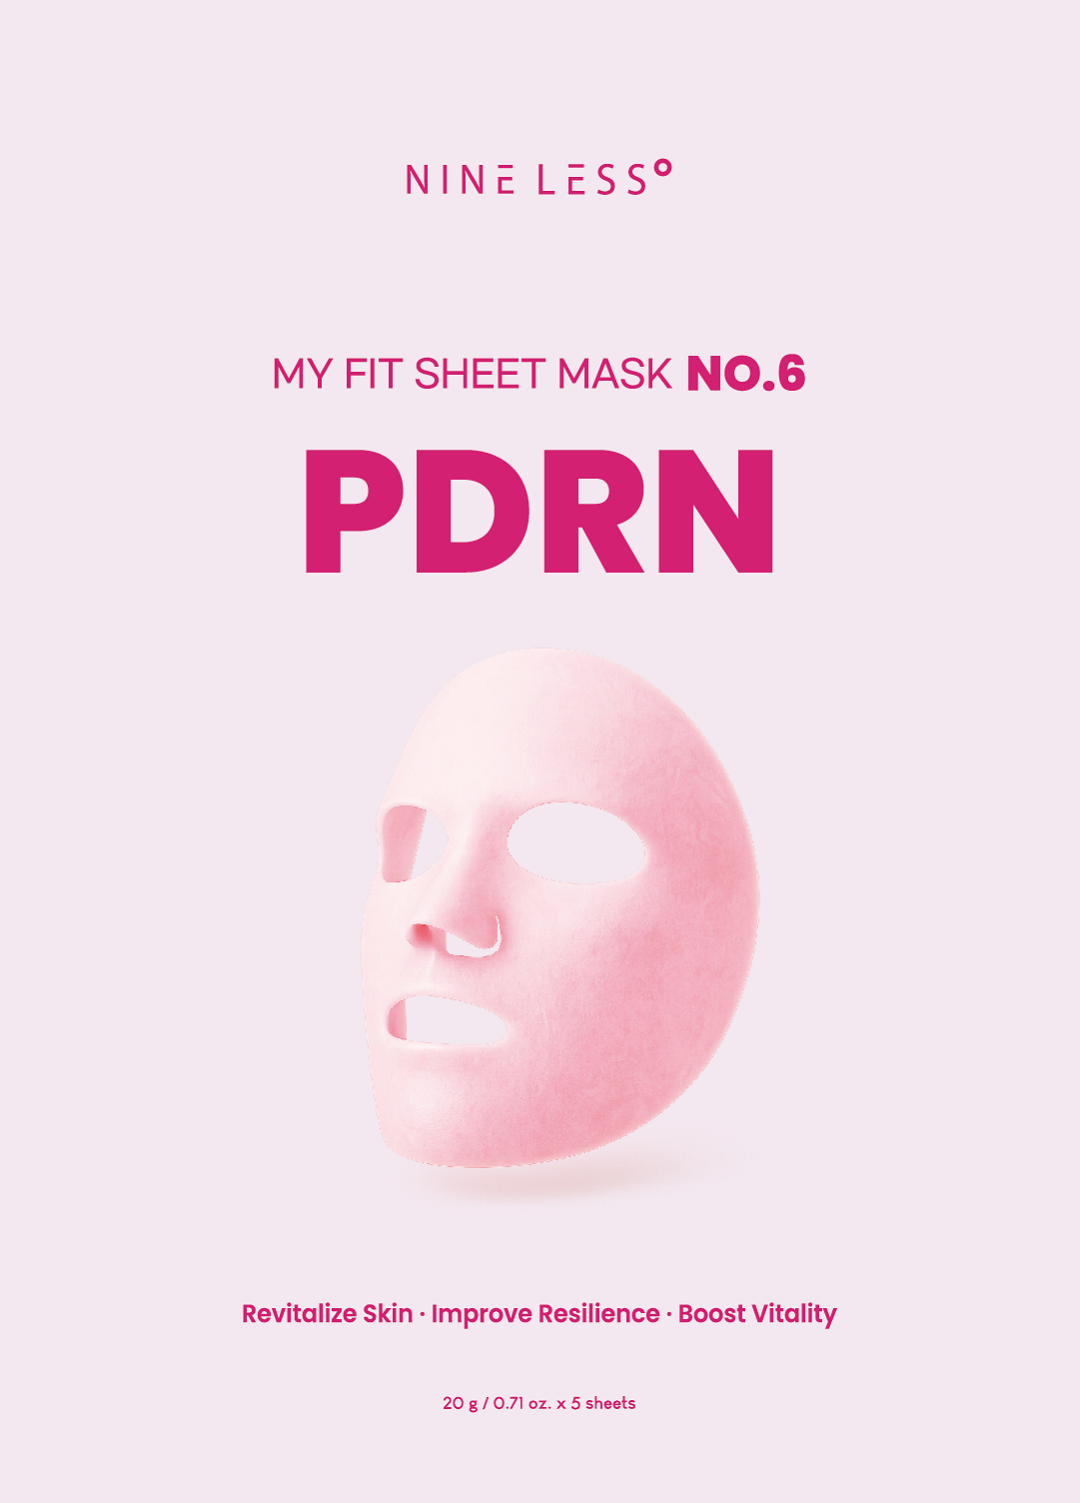 NINE LESS°
MY FIT SHEET MASK NO.6
PDRN
Revitalize Skin · Improve Resilience · Boost Vitality
20 g / 0.71 oz. x 5 sheets